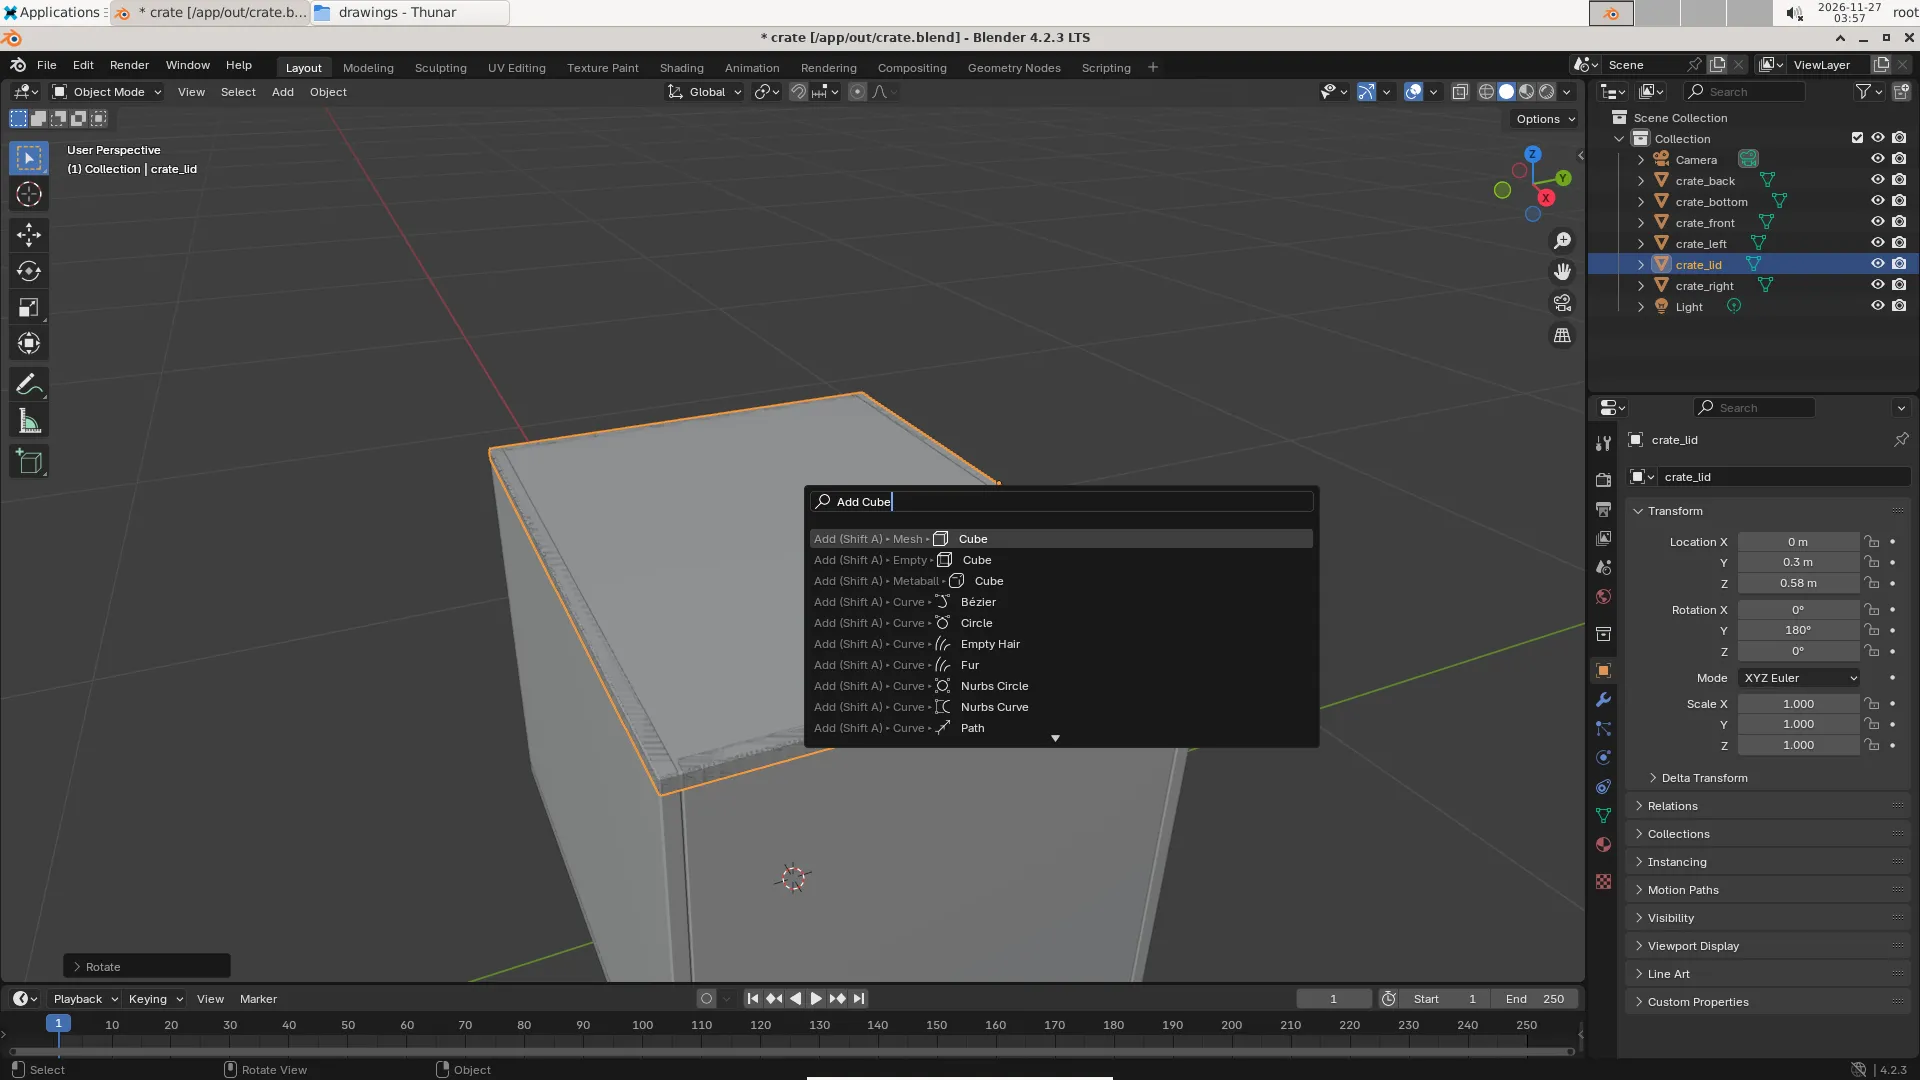 Applications
* crate [/app/out/crate.b...
drawings - Thunar
2026-11-27
03:57
root
* crate [/app/out/crate.blend] - Blender 4.2.3 LTS
File Edit Render Window Help
Layout Modeling Sculpting UV Editing Texture Paint Shading Animation Rendering Compositing Geometry Nodes Scripting
Scene
ViewLayer
Object Mode View Select Add Object
Global
Search
Options
User Perspective
(1) Collection | crate_lid
Z
Y
X
Scene Collection
Collection
Camera
crate_back
crate_bottom
crate_front
crate_left
crate_lid
crate_right
Light
Add Cube
Add (Shift A) Mesh Cube
Add (Shift A) Empty Cube
Add (Shift A) Metaball Cube
Add (Shift A) Curve Bézier
Add (Shift A) Curve Circle
Add (Shift A) Curve Empty Hair
Add (Shift A) Curve Fur
Add (Shift A) Curve Nurbs Circle
Add (Shift A) Curve Nurbs Curve
Add (Shift A) Curve Path
Search
crate_lid
crate_lid
Transform
Location X 0 m
Y 0.3 m
Z 0.58 m
Rotation X 0°
Y 180°
Z 0°
Mode XYZ Euler
Scale X 1.000
Y 1.000
Z 1.000
Delta Transform
Relations
Collections
Instancing
Motion Paths
Visibility
Viewport Display
Line Art
Custom Properties
Rotate
Playback Keying View Marker
1
Start 1
End 250
1 10 20 30 40 50 60 70 80 90 100 110 120 130 140 150 160 170 180 190 200 210 220 230 240 250
Select
Rotate View
Object
4.2.3